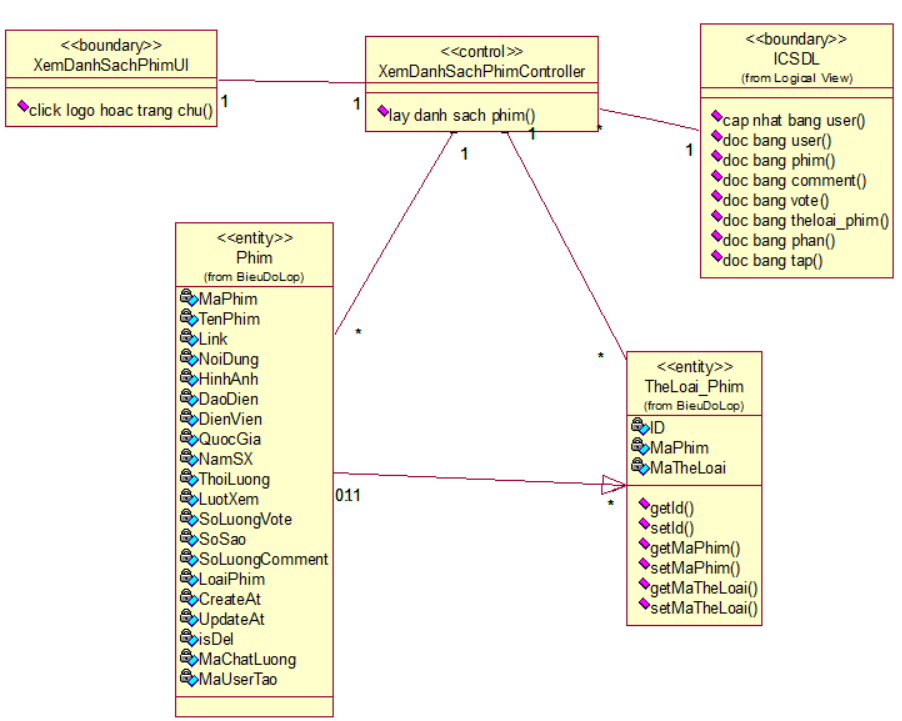 <<boundary>>
XemDanhSachPhimUI
click logo hoac trang chu()
1
<<control>>
XemDanhSachPhimController
lay danh sach phim()
1
1
1
*
<<boundary>>
ICSDL
(from Logical View)
cap nhat bang user()
doc bang user()
doc bang phim()
doc bang comment()
doc bang vote()
doc bang theloai_phim()
doc bang phan()
doc bang tap()
1
<<entity>>
Phim
(from BieuDoLop)
MaPhim
TenPhim
Link
NoiDung
HinhAnh
DaoDien
DienVien
QuocGia
NamSX
ThoiLuong
LuotXem
SoLuongVote
SoSao
SoLuongComment
LoaiPhim
CreateAt
UpdateAt
isDel
MaChatLuong
MaUserTao
*
011
*
*
<<entity>>
TheLoai_Phim
(from BieuDoLop)
ID
MaPhim
MaTheLoai
getId()
setId()
getMaPhim()
setMaPhim()
getMaTheLoai()
setMaTheLoai()